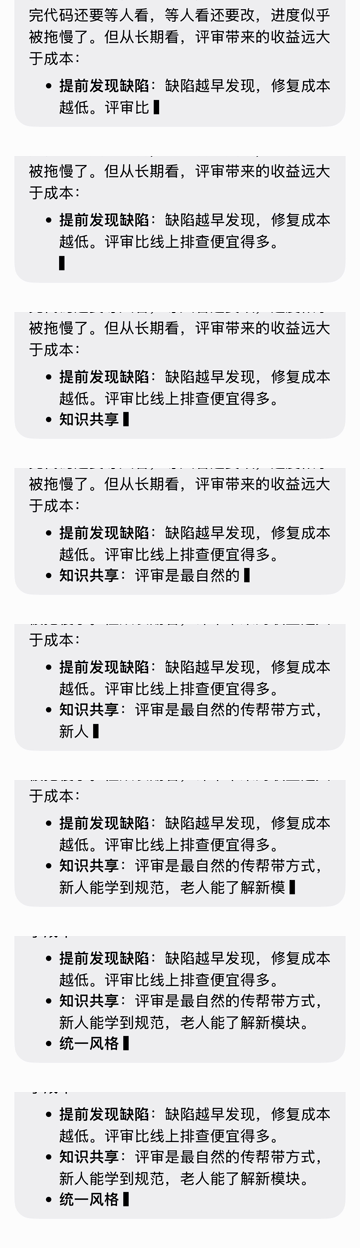 完代码还要等人看，等人看还要改，进度似乎
被拖慢了。但从长期看，评审带来的收益远大
于成本：
• 提前发现缺陷：缺陷越早发现，修复成本
越低。评审比
被拖慢了。但从长期看，评审带来的收益远大
于成本：
• 提前发现缺陷：缺陷越早发现，修复成本
越低。评审比线上排查便宜得多。
被拖慢了。但从长期看，评审带来的收益远大
于成本：
• 提前发现缺陷：缺陷越早发现，修复成本
越低。评审比线上排查便宜得多。
• 知识共享
被拖慢了。但从长期看，评审带来的收益远大
于成本：
• 提前发现缺陷：缺陷越早发现，修复成本
越低。评审比线上排查便宜得多。
• 知识共享：评审是最自然的
于成本：
• 提前发现缺陷：缺陷越早发现，修复成本
越低。评审比线上排查便宜得多。
• 知识共享：评审是最自然的传帮带方式，
新人
于成本：
• 提前发现缺陷：缺陷越早发现，修复成本
越低。评审比线上排查便宜得多。
• 知识共享：评审是最自然的传帮带方式，
新人能学到规范，老人能了解新模
• 提前发现缺陷：缺陷越早发现，修复成本
越低。评审比线上排查便宜得多。
• 知识共享：评审是最自然的传帮带方式，
新人能学到规范，老人能了解新模块。
• 统一风格
• 提前发现缺陷：缺陷越早发现，修复成本
越低。评审比线上排查便宜得多。
• 知识共享：评审是最自然的传帮带方式，
新人能学到规范，老人能了解新模块。
• 统一风格